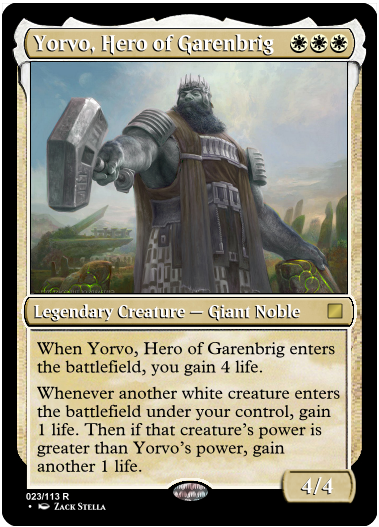 Yorvo, Hero of Garenbrig
Legendary Creature — Giant Noble
When Yorvo, Hero of Garenbrig enters
the battlefield, you gain 4 life.
Whenever another white creature enters
the battlefield under your control, gain
1 life. Then if that creature's power is
greater than Yorvo's power, gain
another 1 life.
4/4
023/113 R
• Zack Stella